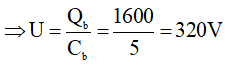 ⇒ U = Q_b / C_b = 1600 / 5 = 320V